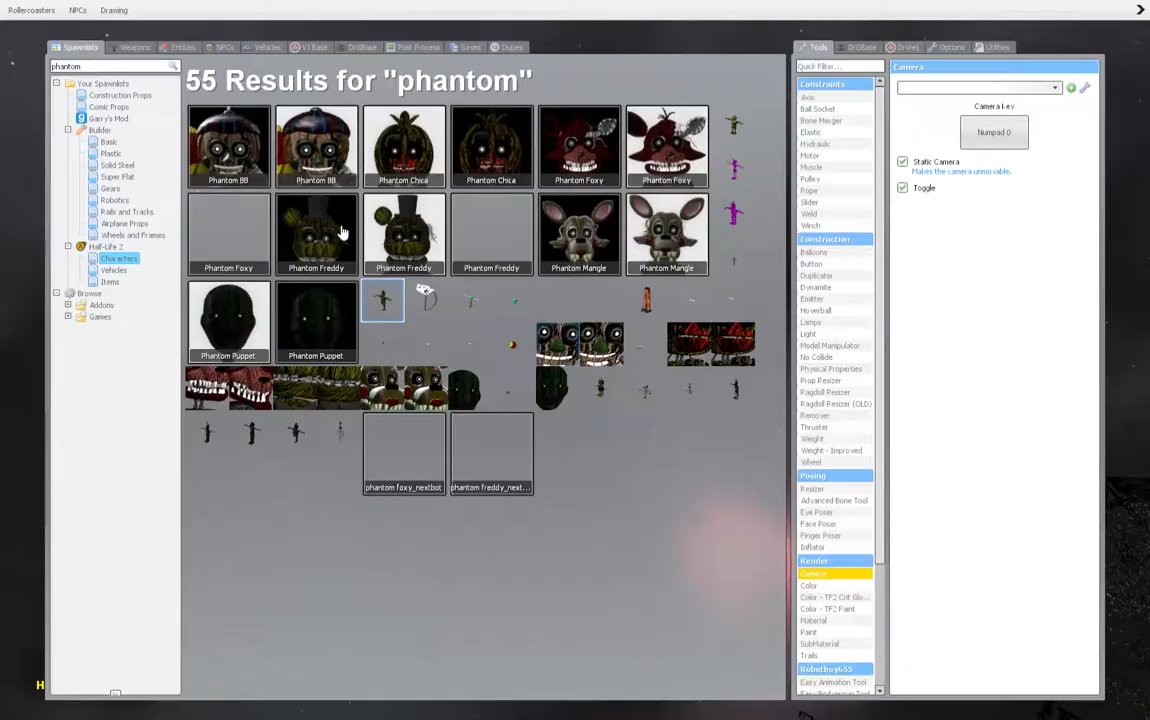 Rollercoasters NPCs Drawing
Spawnlists Weapons Entities NPCs Vehicles VJ Base DrGBase Post Process Saves Dupes
phantom
Your Spawnlists
Construction Props
Comic Props
Garry's Mod
Builder
Basic
Plastic
Solid Steel
Super Flat
Gears
Robotics
Rails and Tracks
Airplane Props
Wheels and Frames
Half-Life 2
Characters
Vehicles
Items
Browse
Addons
Games
55 Results for "phantom"
Phantom BB Phantom BB Phantom Chica Phantom Chica Phantom Foxy Phantom Foxy
Phantom Foxy Phantom Freddy Phantom Freddy Phantom Freddy Phantom Mangle Phantom Mangle
Phantom Puppet Phantom Puppet
phantom foxy_nextbot phantom freddy_next...
H
Tools DrGBase DrVrej Options Utilities
Quick Filter...
Constraints
Axis
Ball Socket
Bone Merger
Elastic
Hydraulic
Motor
Muscle
Pulley
Rope
Slider
Weld
Winch
Construction
Balloons
Button
Duplicator
Dynamite
Emitter
Hoverball
Lamps
Light
Model Manipulator
No Collide
Physical Properties
Prop Resizer
Ragdoll Resizer
Ragdoll Resizer (OLD)
Remover
Thruster
Weight
Weight - Improved
Wheel
Posing
Resizer
Advanced Bone Tool
Eye Poser
Face Poser
Finger Poser
Inflator
Render
Camera
Color
Color - TF2 Crit Glo...
Color - TF2 Paint
Material
Paint
SubMaterial
Trails
Robotboy655
Easy Animation Tool
Easy Bodygroup Tool
Camera
Camera Key
Numpad 0
Static Camera
Makes the camera unmovable.
Toggle